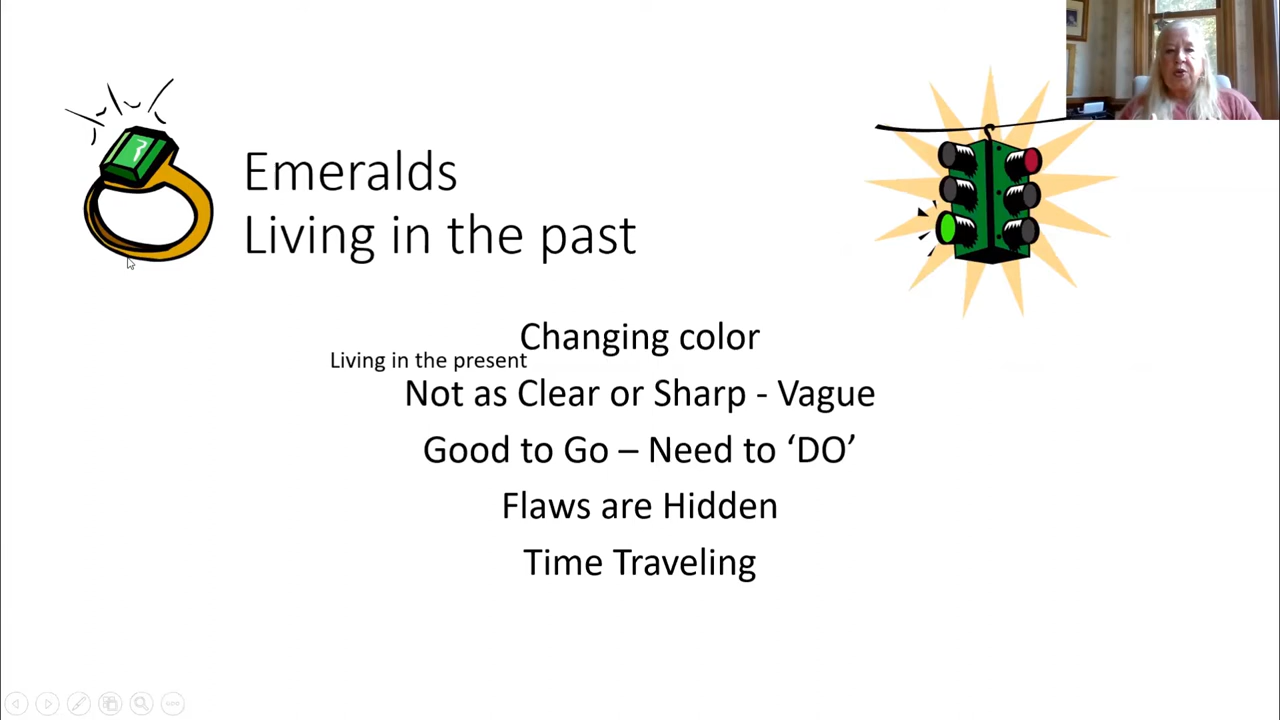 Emeralds
Living in the past
Changing color
Living in the present
Not as Clear or Sharp - Vague
Good to Go – Need to ‘DO’
Flaws are Hidden
Time Traveling